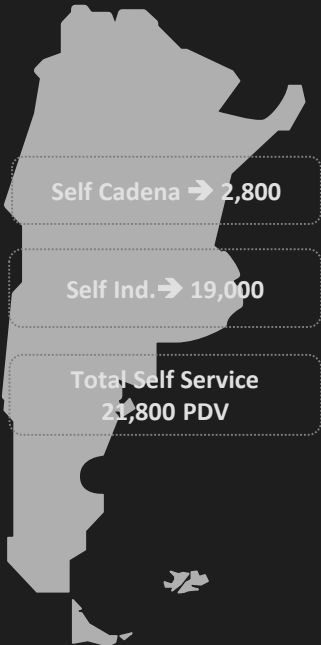 Self Cadena ➔ 2,800
Self Ind. ➔ 19,000
Total Self Service
21,800 PDV